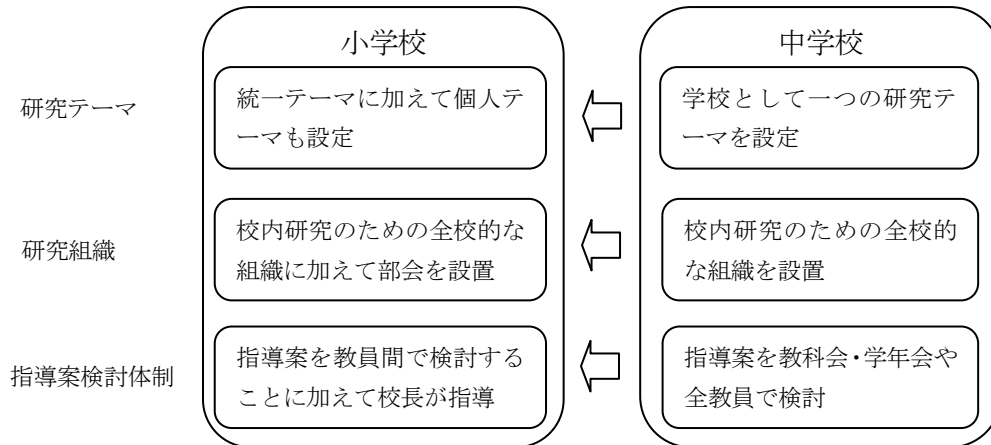 小学校
中学校
研究テーマ
統一テーマに加えて個人テ
ーマも設定
学校として一つの研究テ
ーマを設定
研究組織
校内研究のための全校的な
組織に加えて部会を設置
校内研究のための全校的
な組織を設置
指導案検討体制
指導案を教員間で検討する
ことに加えて校長が指導
指導案を教科会・学年会や
全教員で検討